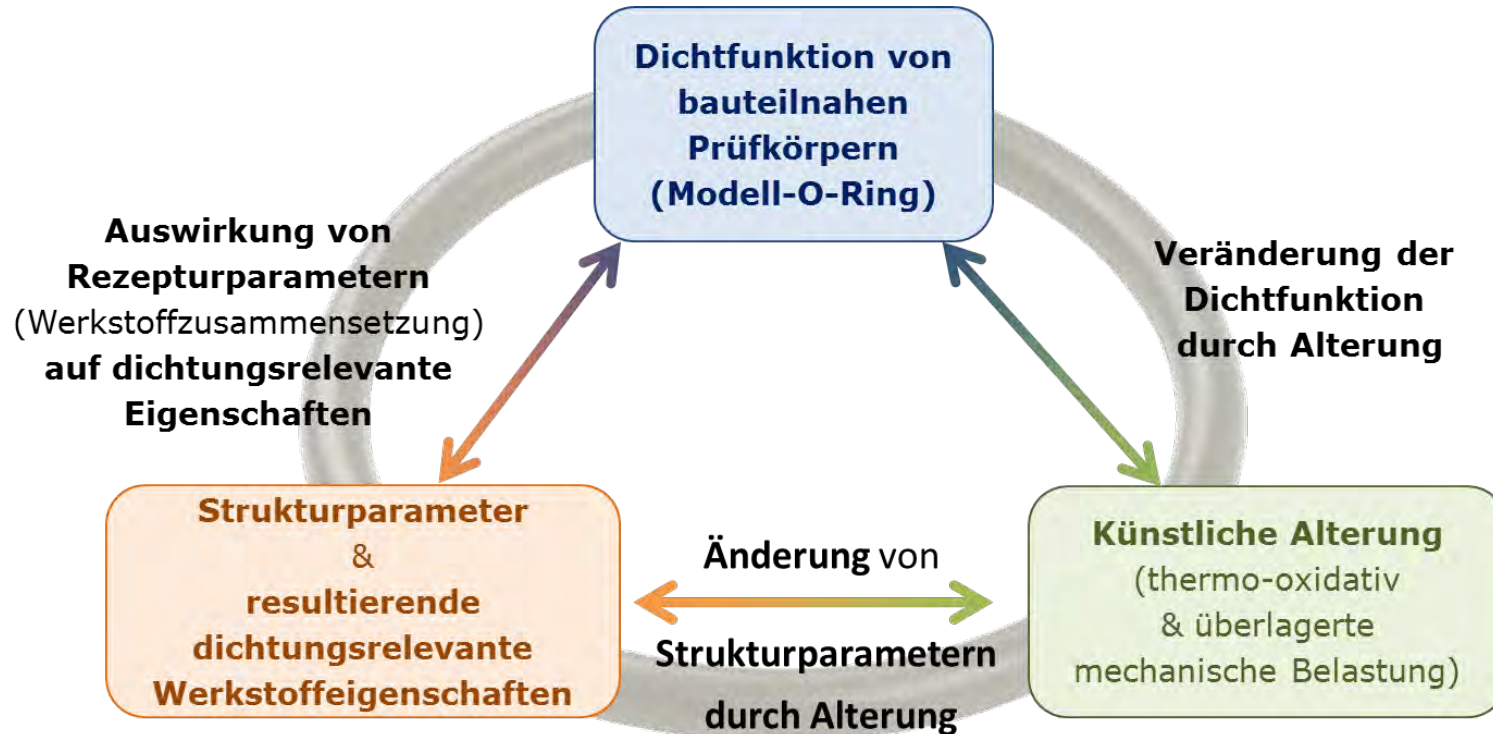 Dichtfunktion von
bauteilnahen
Prüfkörpern
(Modell-O-Ring)
Auswirkung von
Rezepturparametern
(Werkstoffzusammensetzung)
auf dichtungsrelevante
Eigenschaften
Veränderung der
Dichtfunktion
durch Alterung
Strukturparameter
&
resultierende
dichtungsrelevante
Werkstoffeigenschaften
Änderung von
Strukturparametern
durch Alterung
Künstliche Alterung
(thermo-oxidativ
& überlagerte
mechanische Belastung)